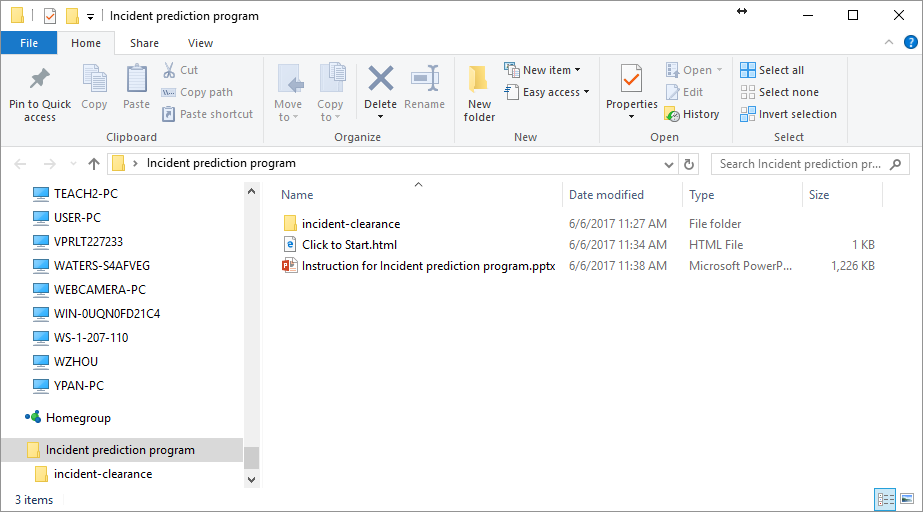 Incident prediction program
File Home Share View
Pin to Quick access
Copy
Paste
Cut
Copy path
Paste shortcut
Clipboard
Move to
Copy to
Delete
Rename
Organize
New folder
New item
Easy access
New
Properties
Open
Edit
History
Open
Select all
Select none
Invert selection
Select
Incident prediction program
Search Incident prediction pr...
TEACH2-PC
USER-PC
VPRLT227233
WATERS-S4AFVEG
WEBCAMERA-PC
WIN-0UQN0FD21C4
WS-1-207-110
WZHOU
YPAN-PC
Homegroup
Incident prediction program
incident-clearance
Name Date modified Type Size
incident-clearance 6/6/2017 11:27 AM File folder
Click to Start.html 6/6/2017 11:34 AM HTML File 1 KB
Instruction for Incident prediction program.pptx 6/6/2017 11:38 AM Microsoft PowerP... 1,226 KB
3 items